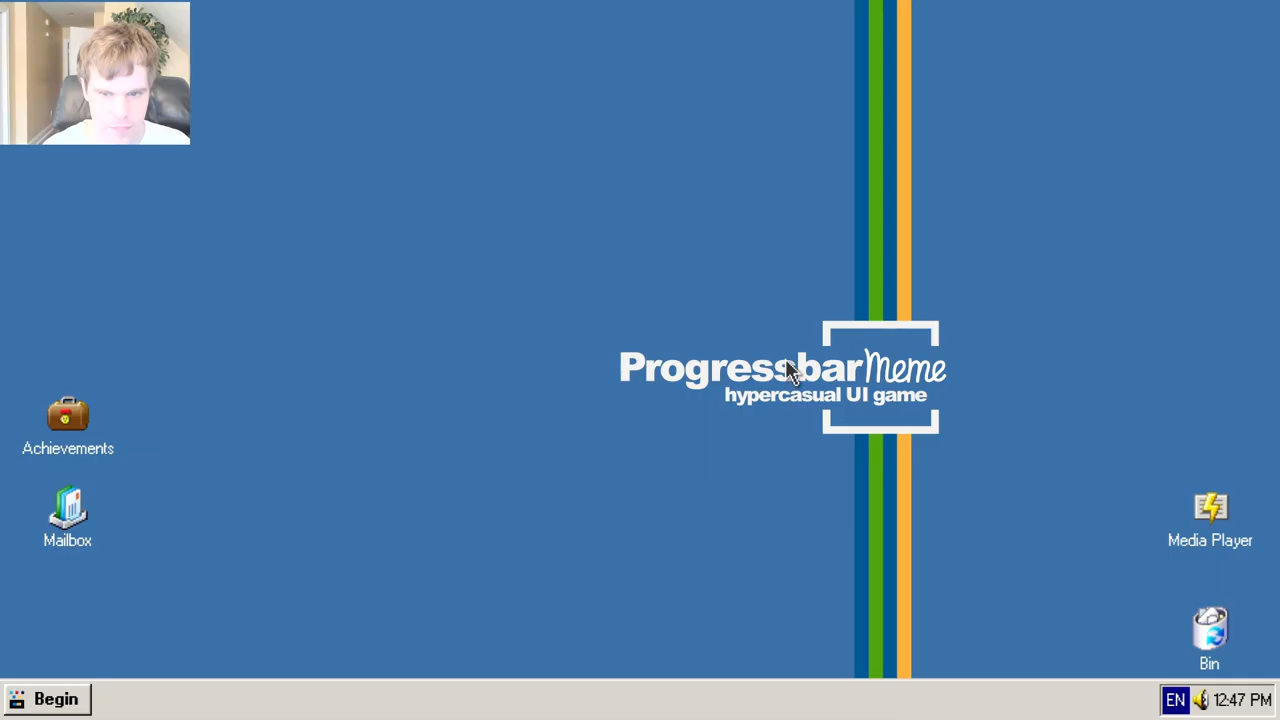 ProgressbarMeme
hypercasual UI game
Achievements
Mailbox
Media Player
Bin
Begin
EN 12:47 PM